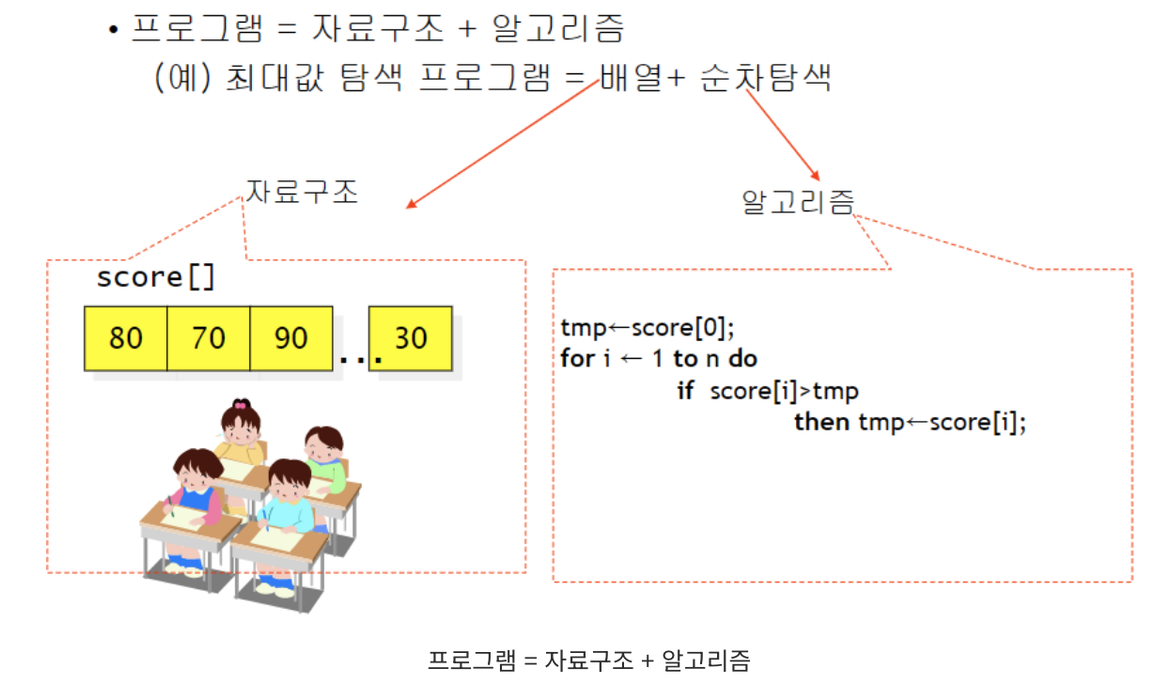 • 프로그램 = 자료구조 + 알고리즘
(예) 최대값 탐색 프로그램 = 배열+ 순차탐색
자료구조
알고리즘
score[]
80 70 90 ... 30
tmp←score[0];
for i ← 1 to n do
if score[i]>tmp
then tmp←score[i];
프로그램 = 자료구조 + 알고리즘